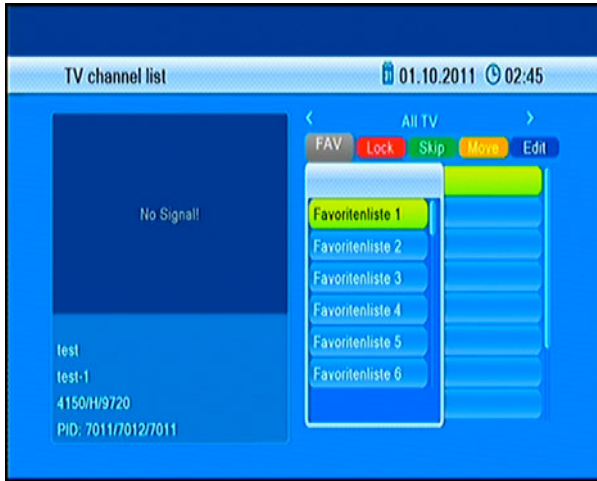 TV channel list
01.10.2011 02:45
No Signal!
test
test-1
4150/H/9720
PID: 7011/7012/7011
< All TV >
FAV Lock Skip Move Edit
Favoritenliste 1
Favoritenliste 2
Favoritenliste 3
Favoritenliste 4
Favoritenliste 5
Favoritenliste 6